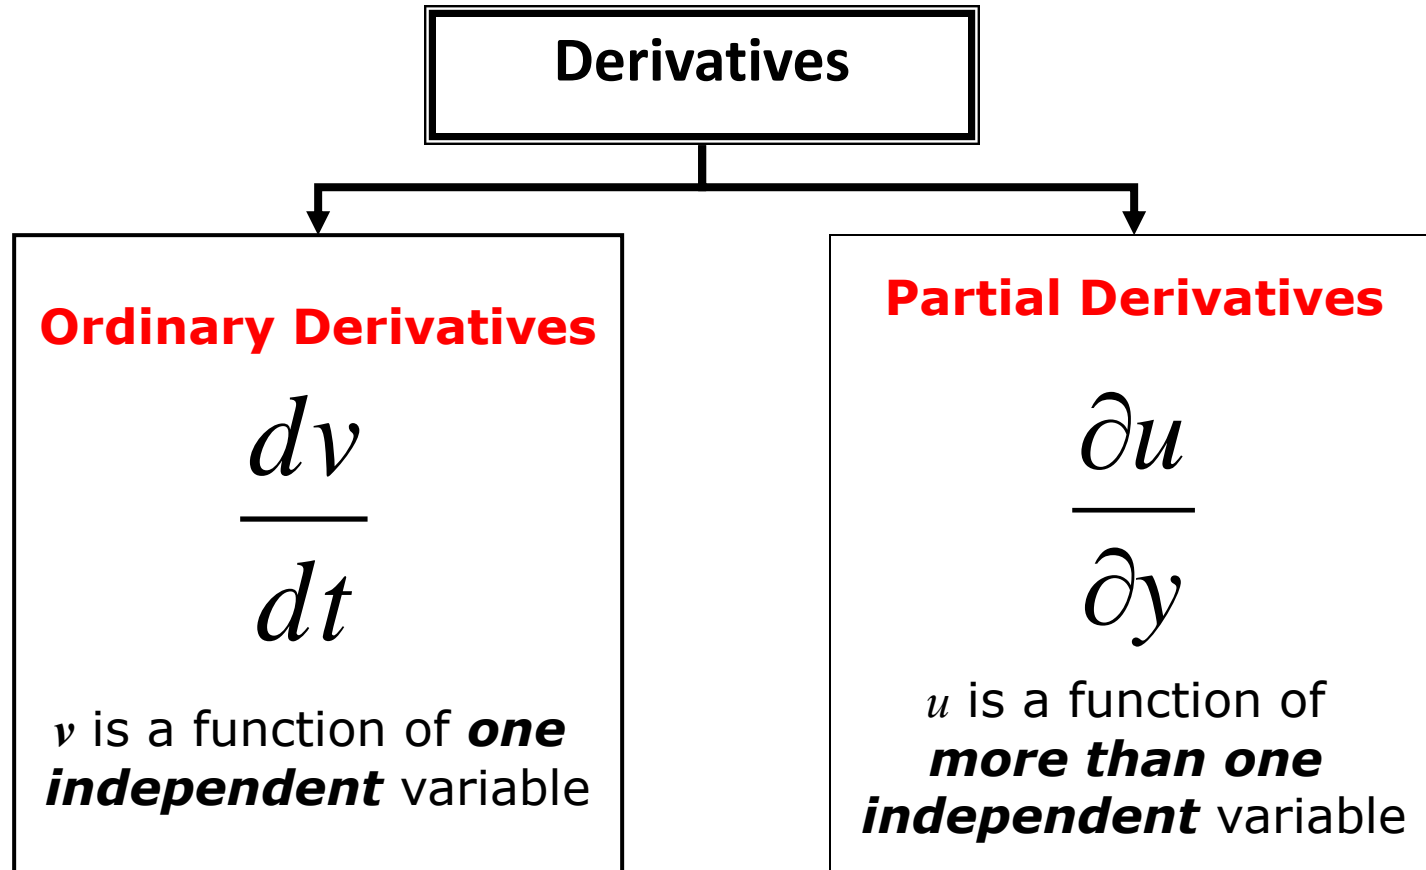 Derivatives
Ordinary Derivatives
dv
dt
v is a function of one
independent variable
Partial Derivatives
∂u
∂y
u is a function of
more than one
independent variable